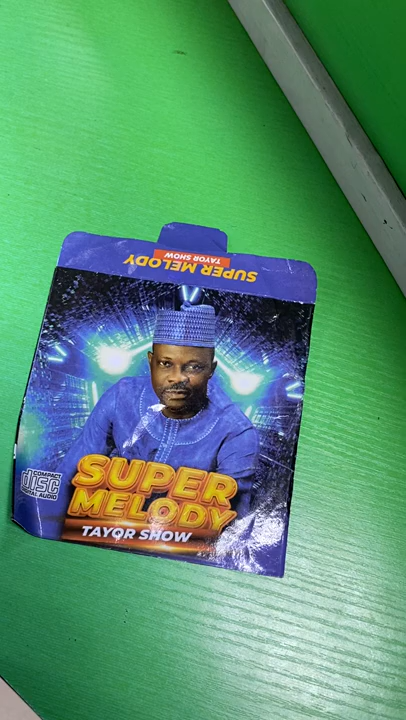 SUPER MELODY
TAYOR SHOW
COMPACT
disc
DIGITAL AUDIO
SUPER
MELODY
TAYOR SHOW